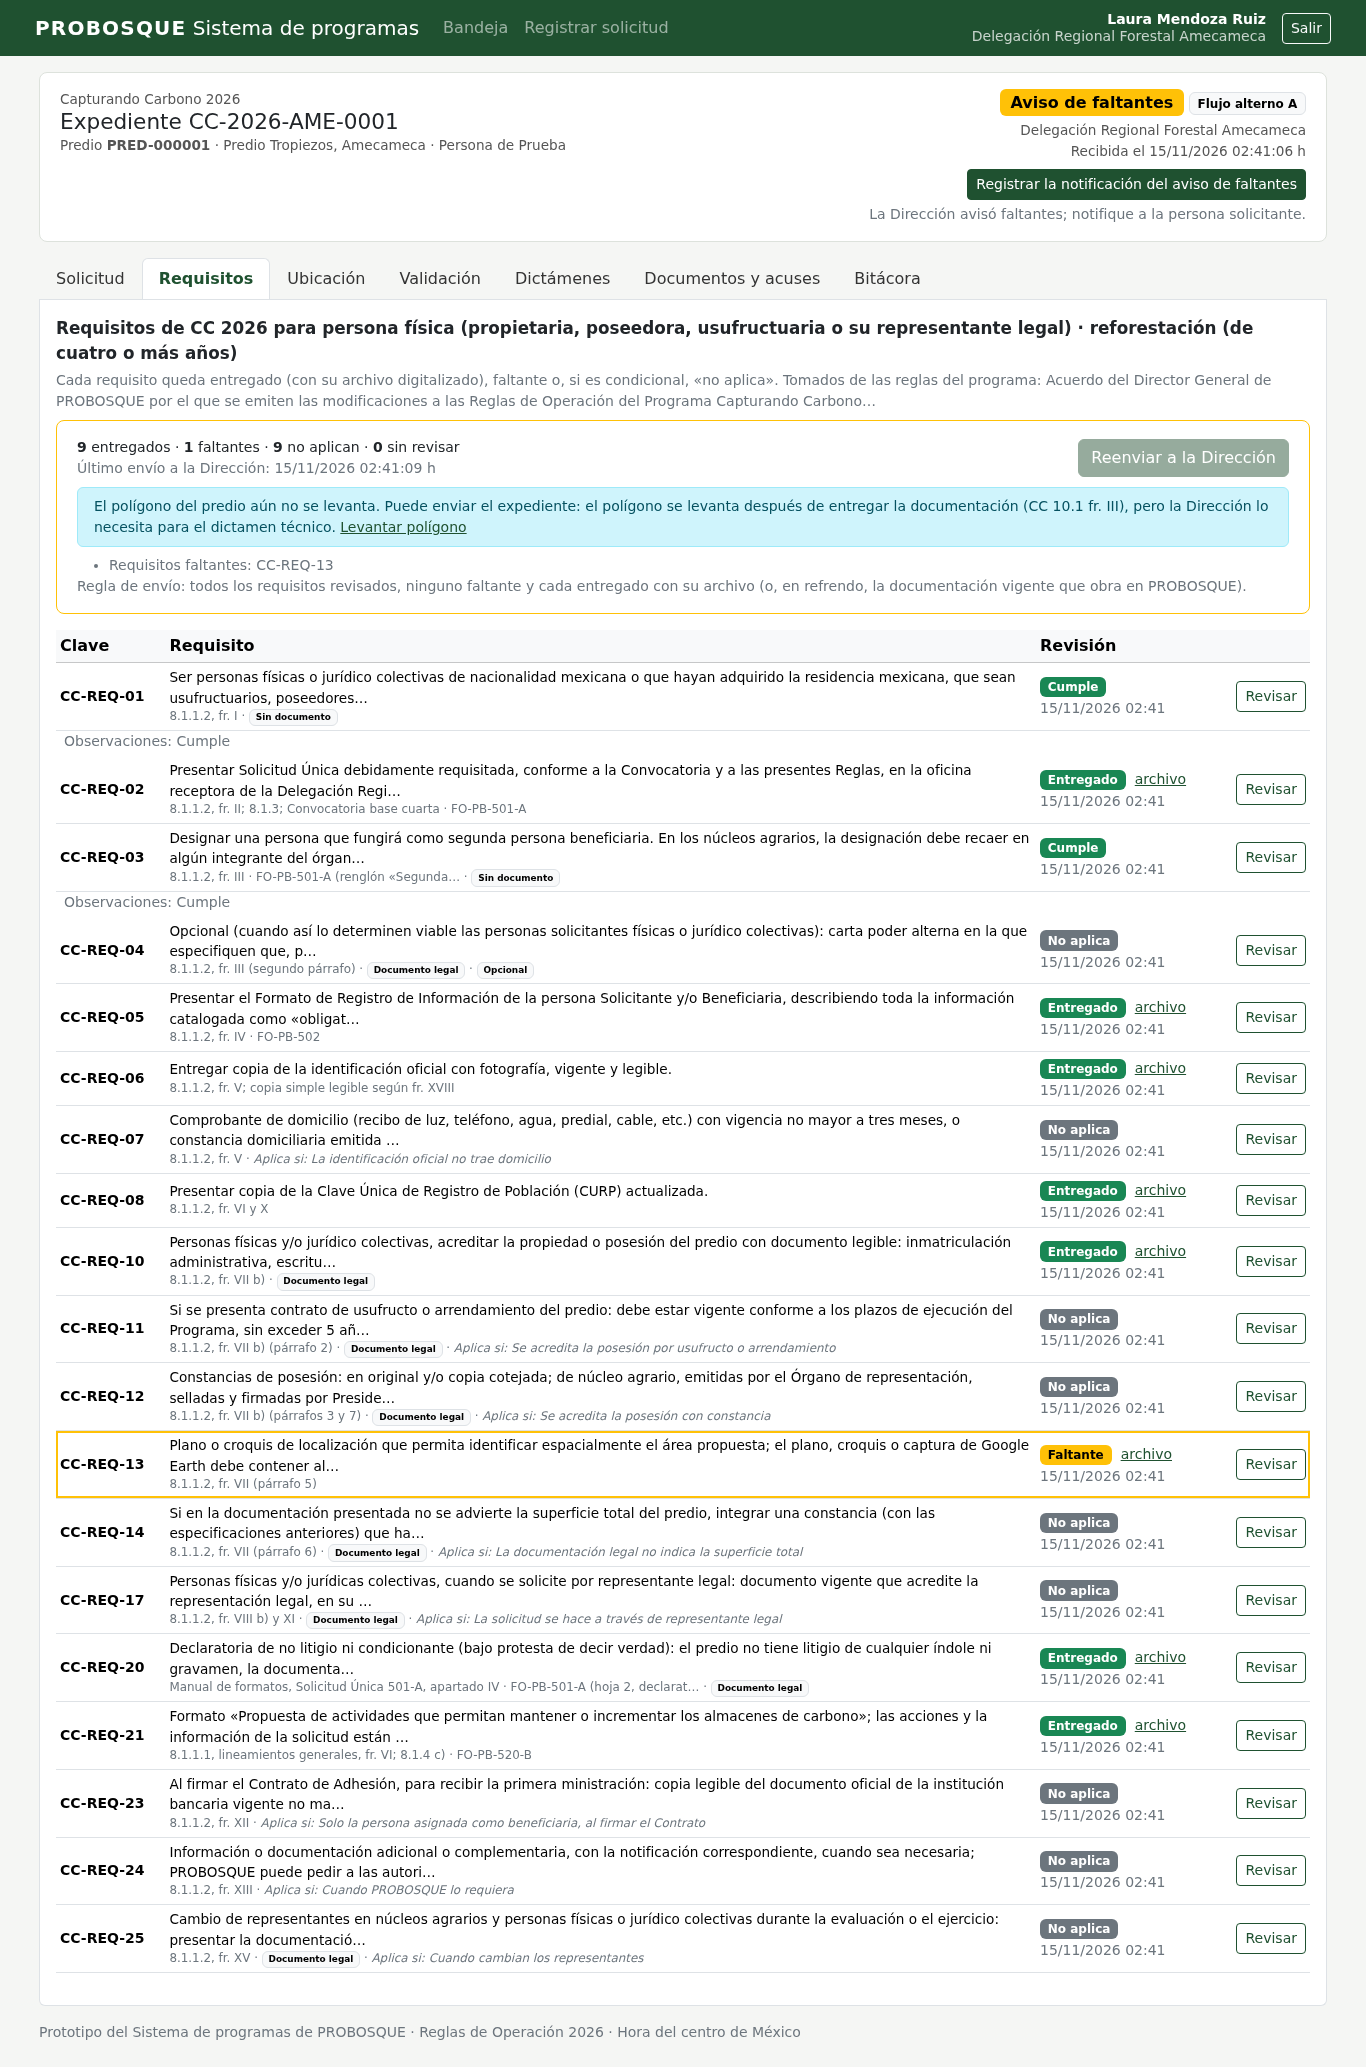 PROBOSQUE Sistema de programas Bandeja Registrar solicitud
Laura Mendoza Ruiz
Delegación Regional Forestal Amecameca
Salir
Capturando Carbono 2026
Expediente CC-2026-AME-0001
Predio PRED-000001 · Predio Tropiezos, Amecameca · Persona de Prueba
Aviso de faltantes Flujo alterno A
Delegación Regional Forestal Amecameca
Recibida el 15/11/2026 02:41:06 h
Registrar la notificación del aviso de faltantes
La Dirección avisó faltantes; notifique a la persona solicitante.
Solicitud Requisitos Ubicación Validación Dictámenes Documentos y acuses Bitácora
Requisitos de CC 2026 para persona física (propietaria, poseedora, usufructuaria o su representante legal) · reforestación (de
cuatro o más años)
Cada requisito queda entregado (con su archivo digitalizado), faltante o, si es condicional, «no aplica». Tomados de las reglas del programa: Acuerdo del Director General de
PROBOSQUE por el que se emiten las modificaciones a las Reglas de Operación del Programa Capturando Carbono…
9 entregados · 1 faltantes · 9 no aplican · 0 sin revisar
Último envío a la Dirección: 15/11/2026 02:41:09 h
Reenviar a la Dirección
El polígono del predio aún no se levanta. Puede enviar el expediente: el polígono se levanta después de entregar la documentación (CC 10.1 fr. III), pero la Dirección lo
necesita para el dictamen técnico. Levantar polígono
• Requisitos faltantes: CC-REQ-13
Regla de envío: todos los requisitos revisados, ninguno faltante y cada entregado con su archivo (o, en refrendo, la documentación vigente que obra en PROBOSQUE).
Clave Requisito Revisión
CC-REQ-01
Ser personas físicas o jurídico colectivas de nacionalidad mexicana o que hayan adquirido la residencia mexicana, que sean
usufructuarios, poseedores…
8.1.1.2, fr. I · Sin documento
Cumple
15/11/2026 02:41
Revisar
Observaciones: Cumple
CC-REQ-02
Presentar Solicitud Única debidamente requisitada, conforme a la Convocatoria y a las presentes Reglas, en la oficina
receptora de la Delegación Regi…
8.1.1.2, fr. II; 8.1.3; Convocatoria base cuarta · FO-PB-501-A
Entregado archivo
15/11/2026 02:41
Revisar
CC-REQ-03
Designar una persona que fungirá como segunda persona beneficiaria. En los núcleos agrarios, la designación debe recaer en
algún integrante del órgan…
8.1.1.2, fr. III · FO-PB-501-A (renglón «Segunda… · Sin documento
Cumple
15/11/2026 02:41
Revisar
Observaciones: Cumple
CC-REQ-04
Opcional (cuando así lo determinen viable las personas solicitantes físicas o jurídico colectivas): carta poder alterna en la que
especifiquen que, p…
8.1.1.2, fr. III (segundo párrafo) · Documento legal · Opcional
No aplica
15/11/2026 02:41
Revisar
CC-REQ-05
Presentar el Formato de Registro de Información de la persona Solicitante y/o Beneficiaria, describiendo toda la información
catalogada como «obligat…
8.1.1.2, fr. IV · FO-PB-502
Entregado archivo
15/11/2026 02:41
Revisar
CC-REQ-06
Entregar copia de la identificación oficial con fotografía, vigente y legible.
8.1.1.2, fr. V; copia simple legible según fr. XVIII
Entregado archivo
15/11/2026 02:41
Revisar
CC-REQ-07
Comprobante de domicilio (recibo de luz, teléfono, agua, predial, cable, etc.) con vigencia no mayor a tres meses, o
constancia domiciliaria emitida …
8.1.1.2, fr. V · Aplica si: La identificación oficial no trae domicilio
No aplica
15/11/2026 02:41
Revisar
CC-REQ-08
Presentar copia de la Clave Única de Registro de Población (CURP) actualizada.
8.1.1.2, fr. VI y X
Entregado archivo
15/11/2026 02:41
Revisar
CC-REQ-10
Personas físicas y/o jurídico colectivas, acreditar la propiedad o posesión del predio con documento legible: inmatriculación
administrativa, escritu…
8.1.1.2, fr. VII b) · Documento legal
Entregado archivo
15/11/2026 02:41
Revisar
CC-REQ-11
Si se presenta contrato de usufructo o arrendamiento del predio: debe estar vigente conforme a los plazos de ejecución del
Programa, sin exceder 5 añ…
8.1.1.2, fr. VII b) (párrafo 2) · Documento legal · Aplica si: Se acredita la posesión por usufructo o arrendamiento
No aplica
15/11/2026 02:41
Revisar
CC-REQ-12
Constancias de posesión: en original y/o copia cotejada; de núcleo agrario, emitidas por el Órgano de representación,
selladas y firmadas por Preside…
8.1.1.2, fr. VII b) (párrafos 3 y 7) · Documento legal · Aplica si: Se acredita la posesión con constancia
No aplica
15/11/2026 02:41
Revisar
CC-REQ-13
Plano o croquis de localización que permita identificar espacialmente el área propuesta; el plano, croquis o captura de Google
Earth debe contener al…
8.1.1.2, fr. VII (párrafo 5)
Faltante archivo
15/11/2026 02:41
Revisar
CC-REQ-14
Si en la documentación presentada no se advierte la superficie total del predio, integrar una constancia (con las
especificaciones anteriores) que ha…
8.1.1.2, fr. VII (párrafo 6) · Documento legal · Aplica si: La documentación legal no indica la superficie total
No aplica
15/11/2026 02:41
Revisar
CC-REQ-17
Personas físicas y/o jurídicas colectivas, cuando se solicite por representante legal: documento vigente que acredite la
representación legal, en su …
8.1.1.2, fr. VIII b) y XI · Documento legal · Aplica si: La solicitud se hace a través de representante legal
No aplica
15/11/2026 02:41
Revisar
CC-REQ-20
Declaratoria de no litigio ni condicionante (bajo protesta de decir verdad): el predio no tiene litigio de cualquier índole ni
gravamen, la documenta…
Manual de formatos, Solicitud Única 501-A, apartado IV · FO-PB-501-A (hoja 2, declarat… · Documento legal
Entregado archivo
15/11/2026 02:41
Revisar
CC-REQ-21
Formato «Propuesta de actividades que permitan mantener o incrementar los almacenes de carbono»; las acciones y la
información de la solicitud están …
8.1.1.1, lineamientos generales, fr. VI; 8.1.4 c) · FO-PB-520-B
Entregado archivo
15/11/2026 02:41
Revisar
CC-REQ-23
Al firmar el Contrato de Adhesión, para recibir la primera ministración: copia legible del documento oficial de la institución
bancaria vigente no ma…
8.1.1.2, fr. XII · Aplica si: Solo la persona asignada como beneficiaria, al firmar el Contrato
No aplica
15/11/2026 02:41
Revisar
CC-REQ-24
Información o documentación adicional o complementaria, con la notificación correspondiente, cuando sea necesaria;
PROBOSQUE puede pedir a las autori…
8.1.1.2, fr. XIII · Aplica si: Cuando PROBOSQUE lo requiera
No aplica
15/11/2026 02:41
Revisar
CC-REQ-25
Cambio de representantes en núcleos agrarios y personas físicas o jurídico colectivas durante la evaluación o el ejercicio:
presentar la documentació…
8.1.1.2, fr. XV · Documento legal · Aplica si: Cuando cambian los representantes
No aplica
15/11/2026 02:41
Revisar
Prototipo del Sistema de programas de PROBOSQUE · Reglas de Operación 2026 · Hora del centro de México